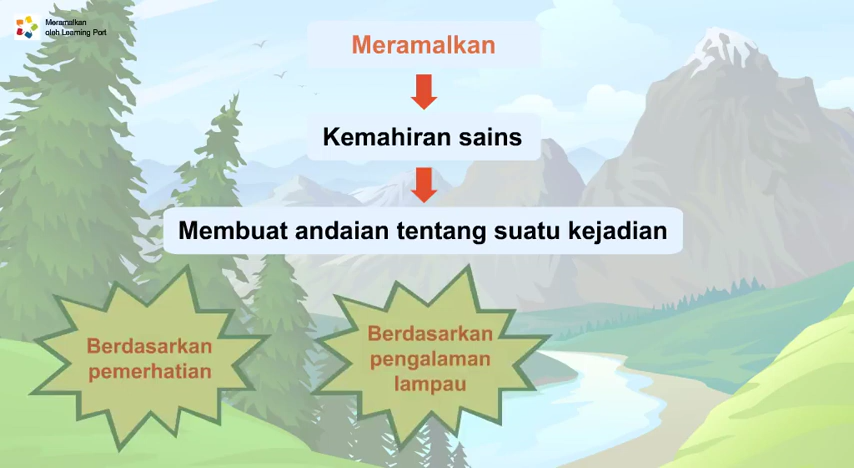 Meramalkan
oleh Learning Port
Meramalkan
Kemahiran sains
Membuat andaian tentang suatu kejadian
Berdasarkan
pemerhatian
Berdasarkan
pengalaman
lampau